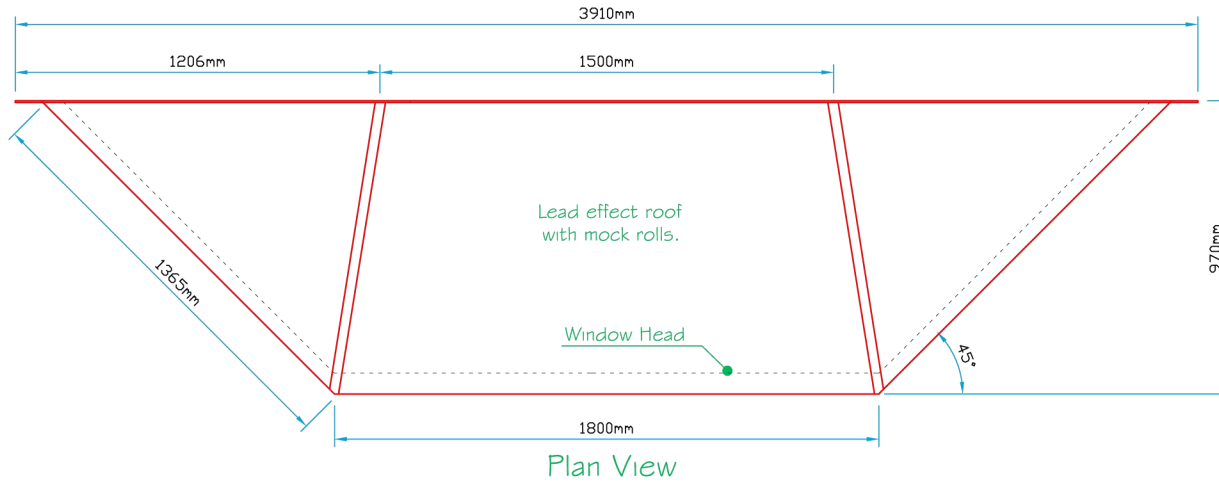 3910mm
1206mm
1500mm
Lead effect roof
with mock rolls.
970mm
1365mm
Window Head
45°
1800mm
Plan View